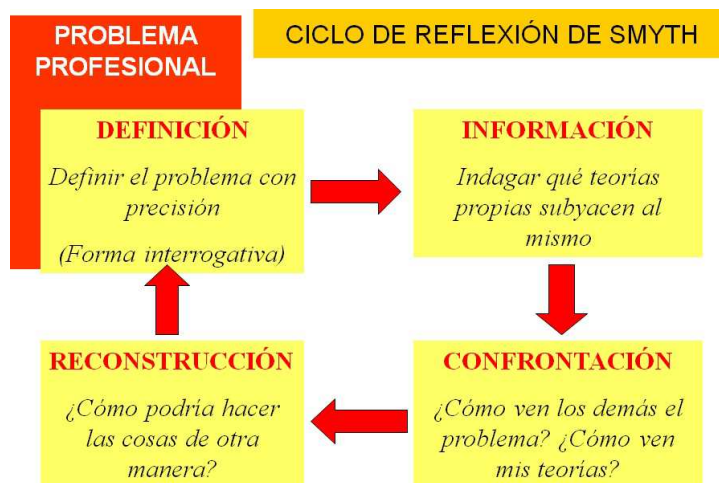 PROBLEMA
PROFESIONAL
CICLO DE REFLEXIÓN DE SMYTH
DEFINICIÓN
Definir el problema con
precisión
(Forma interrogativa)
INFORMACIÓN
Indagar qué teorías
propias subyacen al
mismo
RECONSTRUCCIÓN
¿Cómo podría hacer
las cosas de otra
manera?
CONFRONTACIÓN
¿Cómo ven los demás el
problema? ¿Cómo ven
mis teorías?